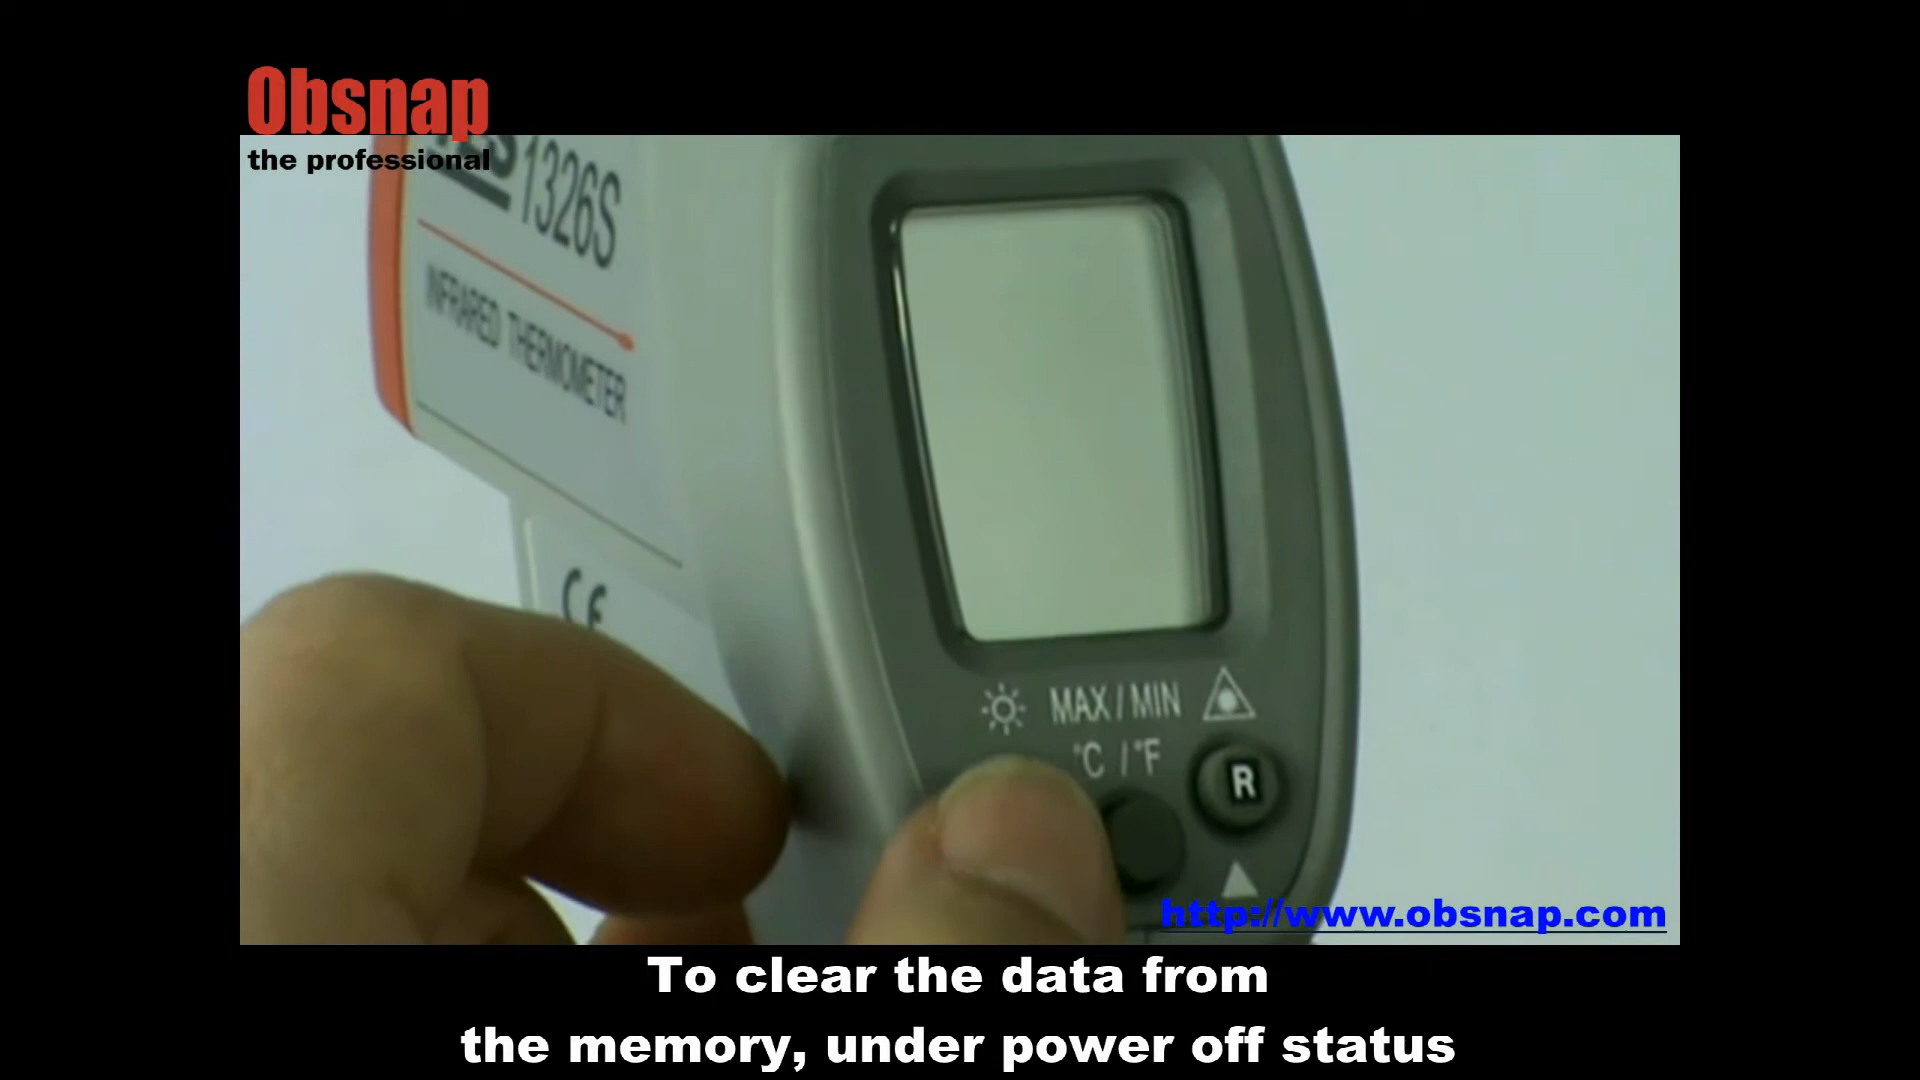 Obsnap
the professional
TES 1326S
INFRARED THERMOMETER
CE
MAX / MIN
°C / °F
R
http://www.obsnap.com
To clear the data from
the memory, under power off status